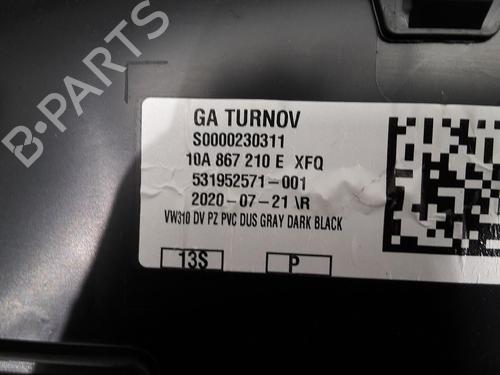 B-PARTS
GA TURNOV
S0000230311
10A 867 210 E XFQ
531952571-001
2020-07-21 \R
VW310 DV PZ PVC DUS GRAY DARK BLACK
13S P